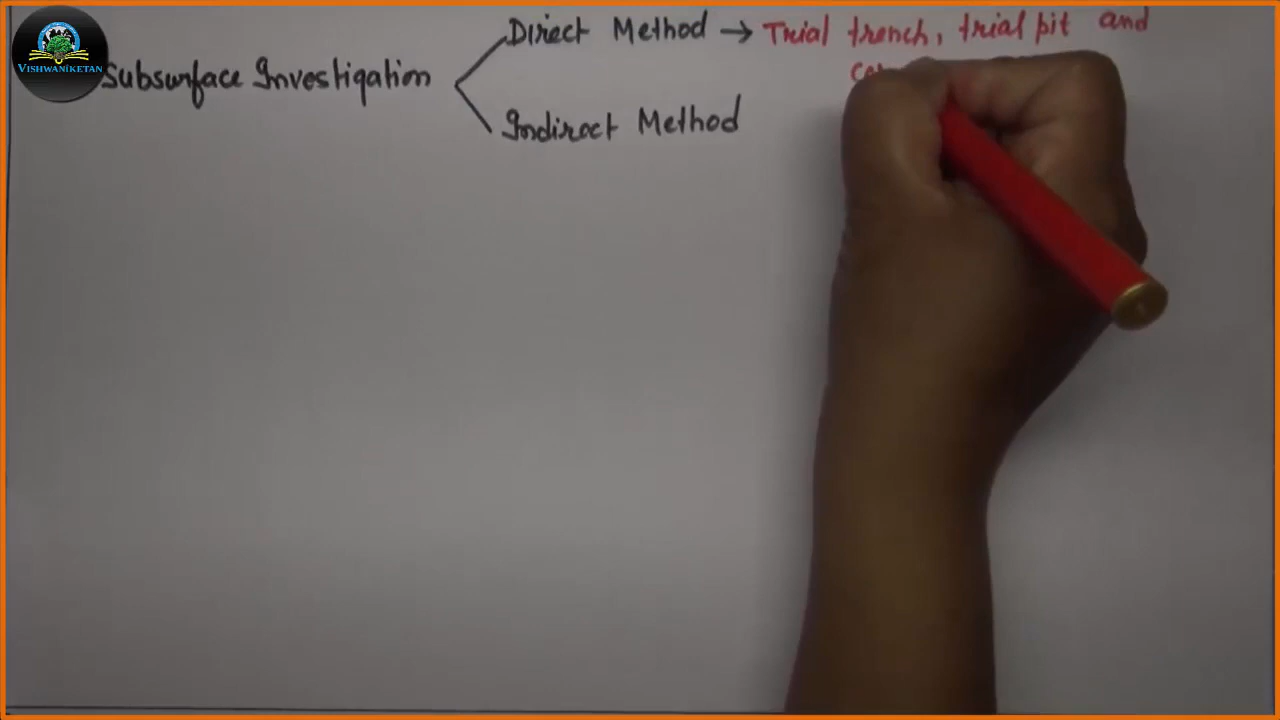 VISHWANIKETAN
Direct Method → Trial trench, trial pit and
Subsurface Investigation
Indirect Method